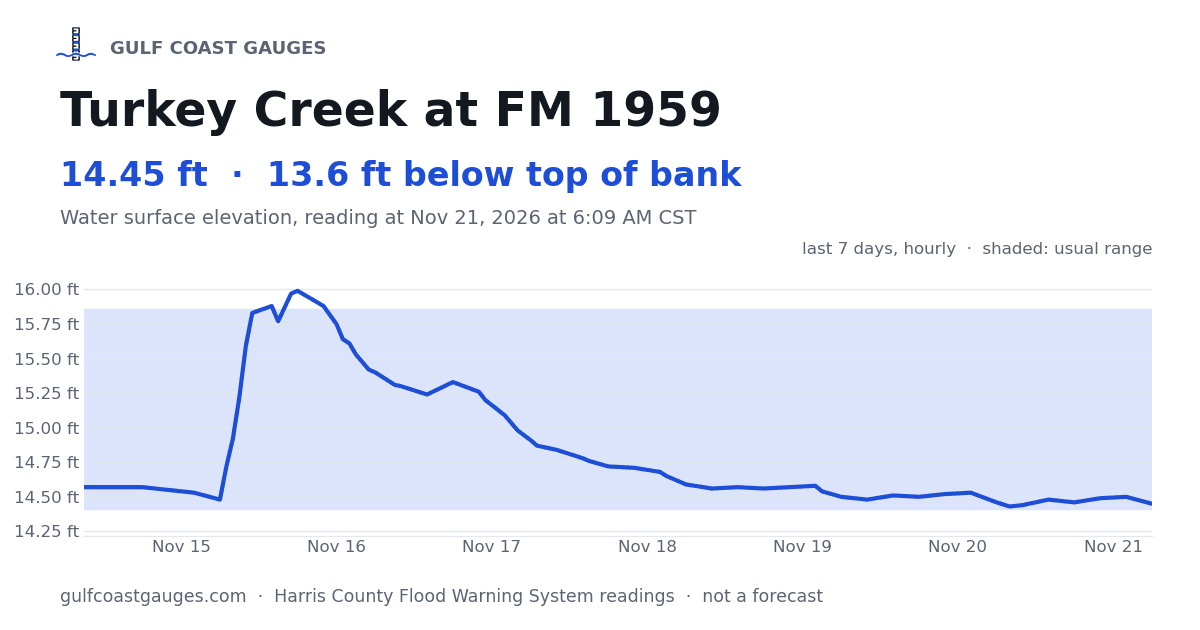 GULF COAST GAUGES
Turkey Creek at FM 1959
14.45 ft · 13.6 ft below top of bank
Water surface elevation, reading at Nov 21, 2026 at 6:09 AM CST
last 7 days, hourly · shaded: usual range
16.00 ft
15.75 ft
15.50 ft
15.25 ft
15.00 ft
14.75 ft
14.50 ft
14.25 ft
Nov 15 Nov 16 Nov 17 Nov 18 Nov 19 Nov 20 Nov 21
gulfcoastgauges.com · Harris County Flood Warning System readings · not a forecast